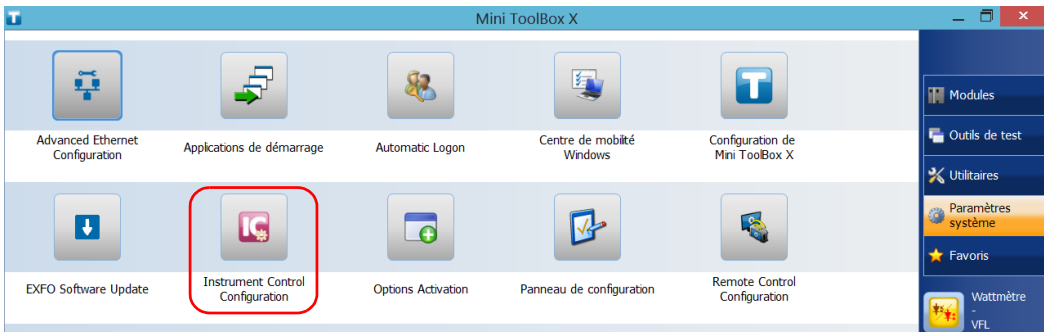 Mini ToolBox X
Advanced Ethernet
Configuration
Applications de démarrage
Automatic Logon
Centre de mobilité
Windows
Configuration de
Mini ToolBox X
EXFO Software Update
Instrument Control
Configuration
Options Activation
Panneau de configuration
Remote Control
Configuration
Modules
Outils de test
Utilitaires
Paramètres
système
Favoris
Wattmètre
-
VFL